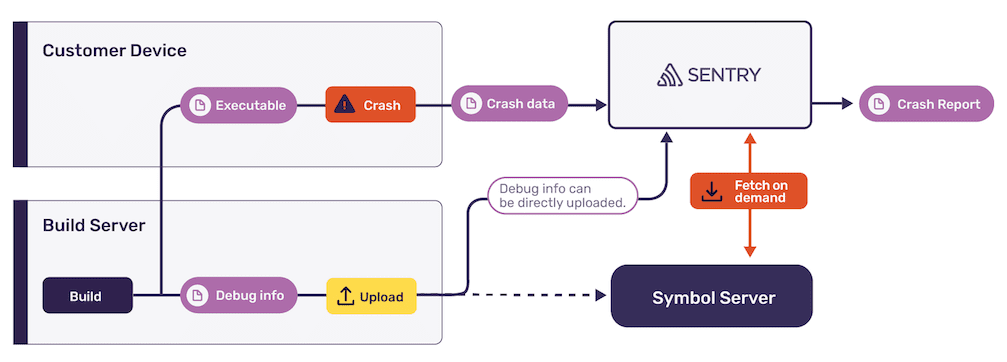 Customer Device
SENTRY
Executable
Crash
Crash data
Crash Report
Debug info can
be directly uploaded.
Fetch on
demand
Build Server
Build
Debug info
Upload
Symbol Server